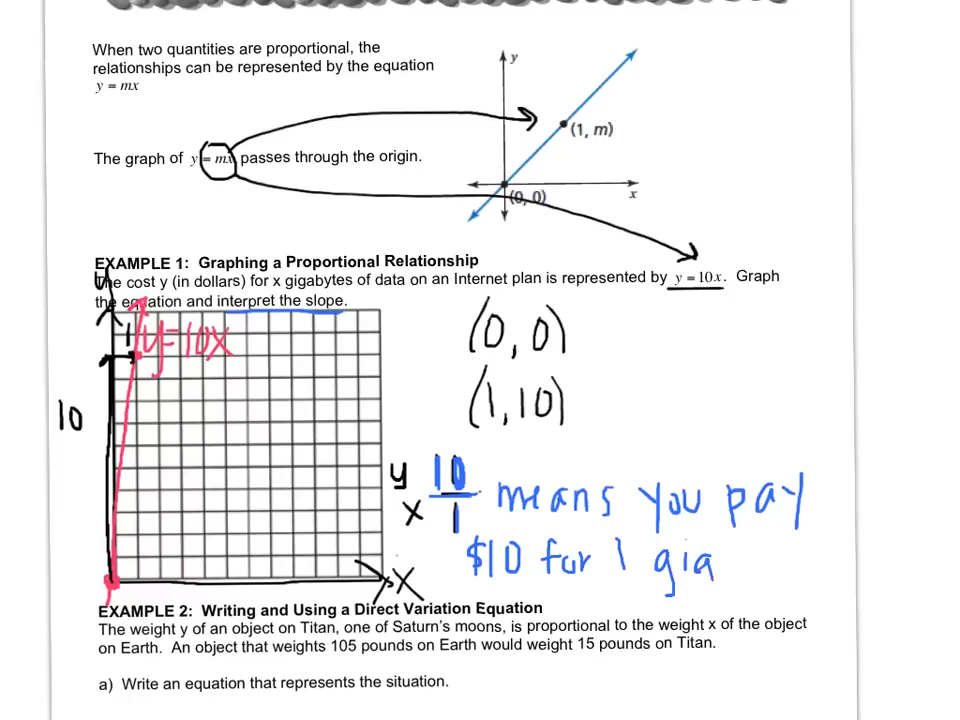 When two quantities are proportional, the
relationships can be represented by the equation
y = mx
y
(1, m)
The graph of y = mx passes through the origin.
(0, 0)
x
EXAMPLE 1: Graphing a Proportional Relationship
The cost y (in dollars) for x gigabytes of data on an Internet plan is represented by y = 10x. Graph
the equation and interpret the slope.
y
1
y=10x
(0, 0)
10
(1, 10)
y 10
x 1
means you pay
$10 for 1 gia
x
EXAMPLE 2: Writing and Using a Direct Variation Equation
The weight y of an object on Titan, one of Saturn's moons, is proportional to the weight x of the object
on Earth. An object that weights 105 pounds on Earth would weight 15 pounds on Titan.
a) Write an equation that represents the situation.